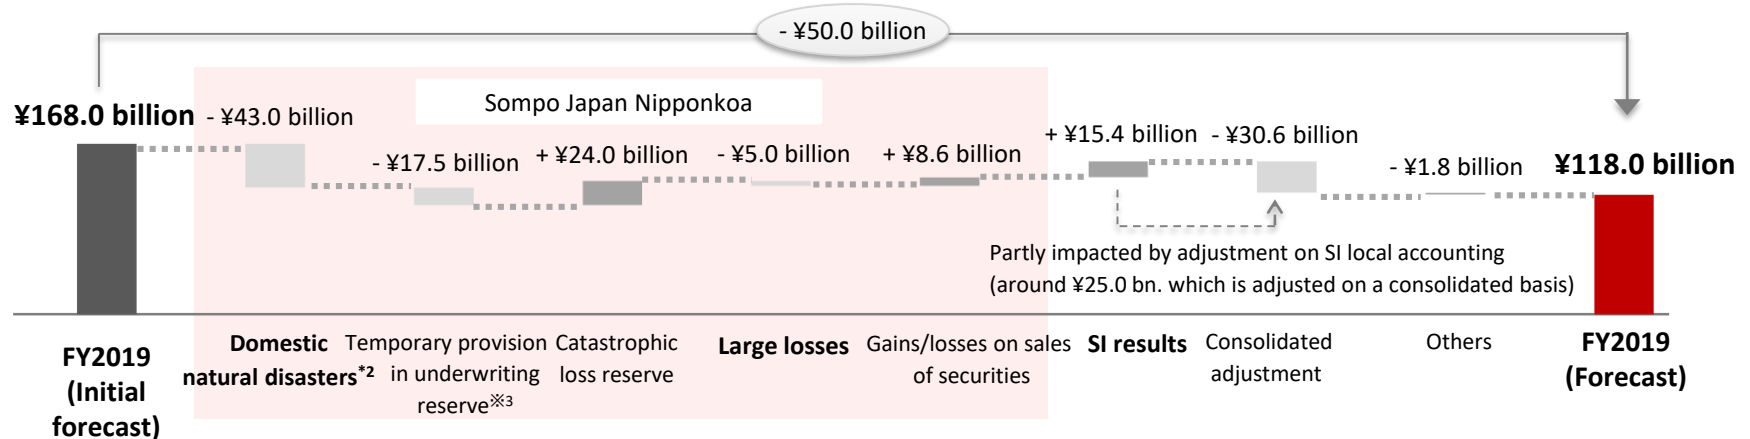 - ¥50.0 billion
Sompo Japan Nipponkoa
¥168.0 billion
- ¥43.0 billion
- ¥17.5 billion
+ ¥24.0 billion
- ¥5.0 billion
+ ¥8.6 billion
+ ¥15.4 billion
- ¥30.6 billion
- ¥1.8 billion
¥118.0 billion
Partly impacted by adjustment on SI local accounting
(around ¥25.0 bn. which is adjusted on a consolidated basis)
FY2019
(Initial
forecast)
Domestic
natural disasters*2
Temporary provision
in underwriting
reserve※3
Catastrophic
loss reserve
Large losses
Gains/losses on sales
of securities
SI results
Consolidated
adjustment
Others
FY2019
(Forecast)